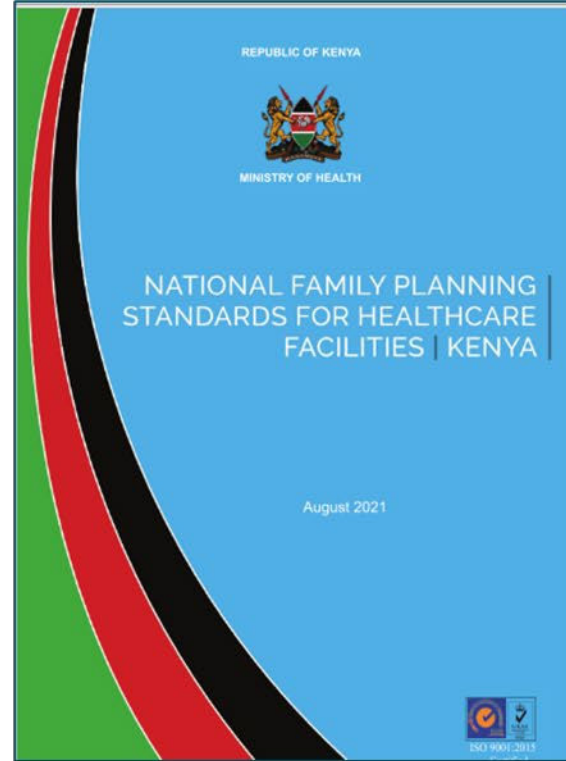 REPUBLIC OF KENYA
MINISTRY OF HEALTH
NATIONAL FAMILY PLANNING
STANDARDS FOR HEALTHCARE
FACILITIES | KENYA
August 2021
ISO 9001:2015